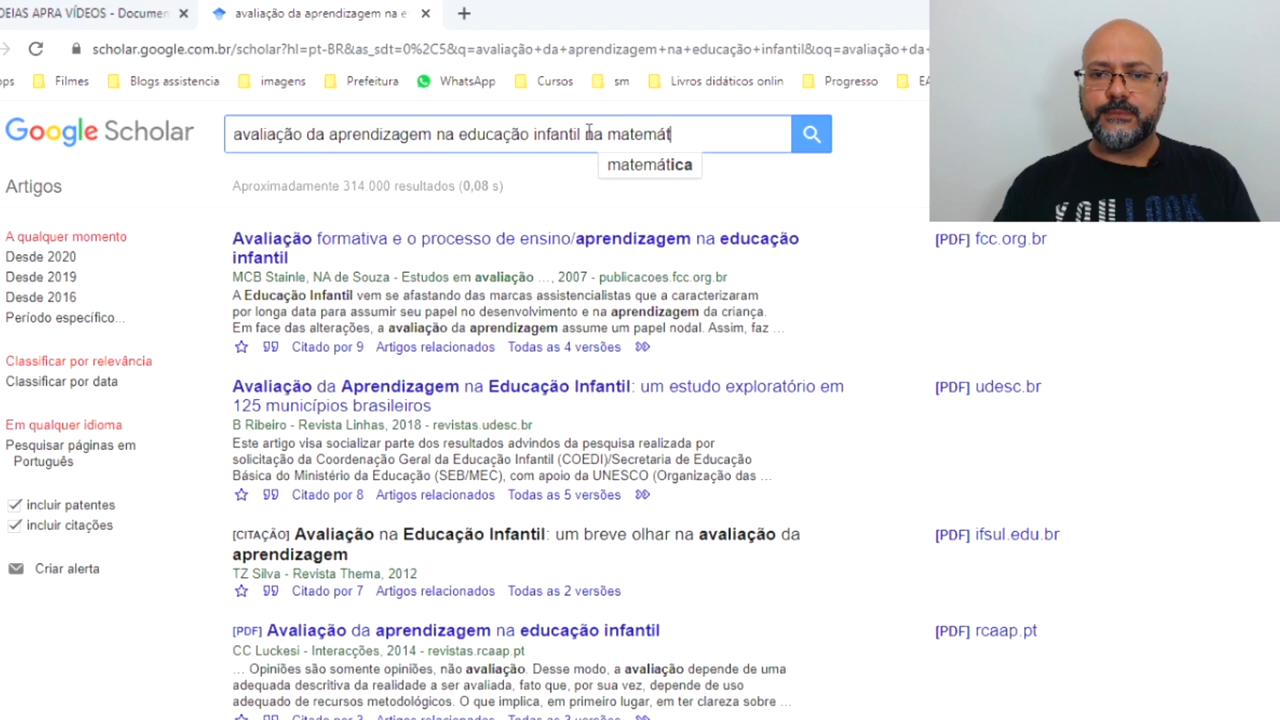 DEIAS APRA VÍDEOS - Documen
avaliação da aprendizagem na e
scholar.google.com.br/scholar?hl=pt-BR&as_sdt=0%2C5&q=avaliação+da+aprendizagem+na+educação+infantil&oq=avaliação+da+
ps Filmes Blogs assistencia imagens Prefeitura WhatsApp Cursos sm Livros didáticos onlin Progresso EA
Google Scholar
avaliação da aprendizagem na educação infantil na matemát
matemática
Artigos
Aproximadamente 314.000 resultados (0,08 s)
A qualquer momento
Desde 2020
Desde 2019
Desde 2016
Período específico...
Classificar por relevância
Classificar por data
Em qualquer idioma
Pesquisar páginas em
Português
incluir patentes
incluir citações
Criar alerta
Avaliação formativa e o processo de ensino/aprendizagem na educação
infantil
MCB Stainle, NA de Souza - Estudos em avaliação ..., 2007 - publicacoes.fcc.org.br
A Educação Infantil vem se afastando das marcas assistencialistas que a caracterizaram
por longa data para assumir seu papel no desenvolvimento e na aprendizagem da criança.
Em face das alterações, a avaliação da aprendizagem assume um papel nodal. Assim, faz ...
Citado por 9 Artigos relacionados Todas as 4 versões
[PDF] fcc.org.br
Avaliação da Aprendizagem na Educação Infantil: um estudo exploratório em
125 municípios brasileiros
B Ribeiro - Revista Linhas, 2018 - revistas.udesc.br
Este artigo visa socializar parte dos resultados advindos da pesquisa realizada por
solicitação da Coordenação Geral da Educação Infantil (COEDI)/Secretaria de Educação
Básica do Ministério da Educação (SEB/MEC), com apoio da UNESCO (Organização das ...
Citado por 8 Artigos relacionados Todas as 5 versões
[PDF] udesc.br
[CITAÇÃO] Avaliação na Educação Infantil: um breve olhar na avaliação da
aprendizagem
TZ Silva - Revista Thema, 2012
Citado por 7 Artigos relacionados Todas as 2 versões
[PDF] ifsul.edu.br
[PDF] Avaliação da aprendizagem na educação infantil
CC Luckesi - Interacções, 2014 - revistas.rcaap.pt
... Opiniões são somente opiniões, não avaliação. Desse modo, a avaliação depende de uma
adequada descritiva da realidade a ser avaliada, fato que, por sua vez, depende de uso
adequado de recursos metodológicos. O que implica, em primeiro lugar, em ter clareza sobre ...
Citado por 3 Artigos relacionados Todas as 3 versões
[PDF] rcaap.pt
YOU LOOK